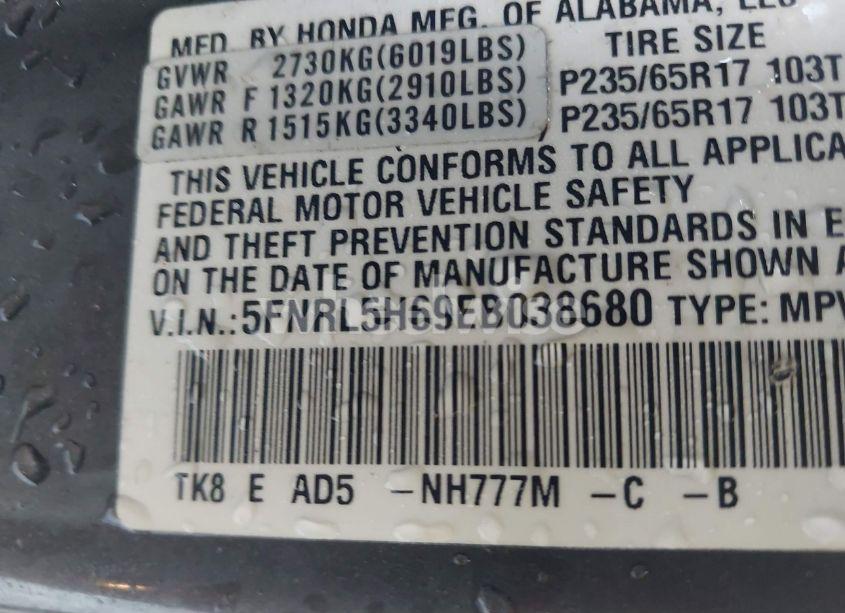 MFD. BY HONDA MFG. OF ALABAMA, LLC
GVWR 2730KG(6019LBS) TIRE SIZE
GAWR F 1320KG(2910LBS) P235/65R17 103T
GAWR R 1515KG(3340LBS) P235/65R17 103T
THIS VEHICLE CONFORMS TO ALL APPLICA
FEDERAL MOTOR VEHICLE SAFETY
AND THEFT PREVENTION STANDARDS IN E
ON THE DATE OF MANUFACTURE SHOWN A
V.I.N.:5FNRL5H69EB038680 TYPE: MPV
TK8 E AD5 -NH777M -C -B